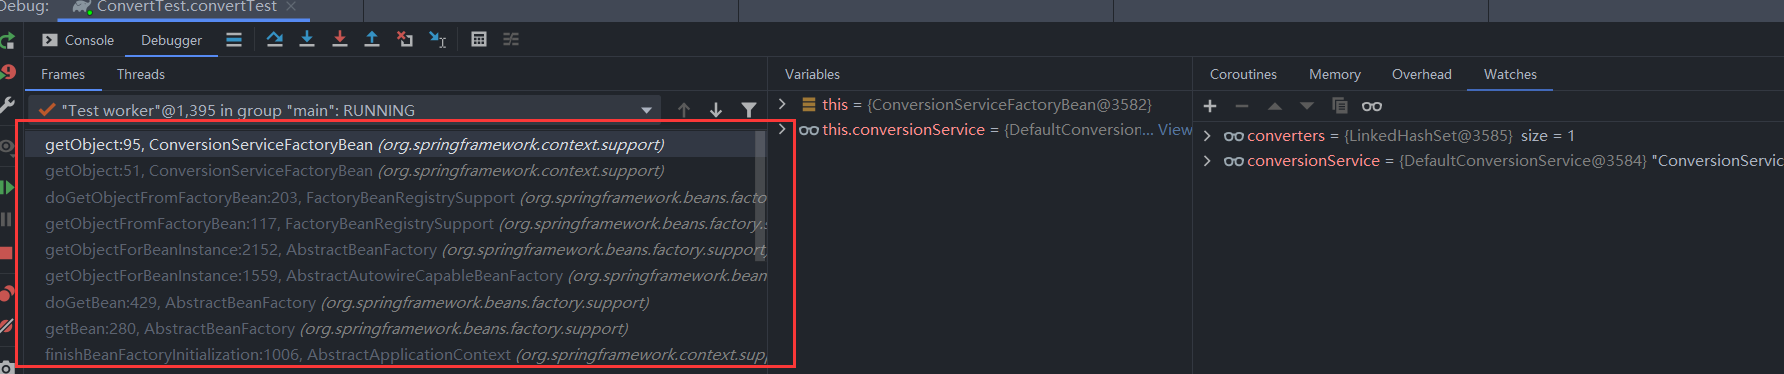 Debug: ConvertTest.convertTest
Console Debugger
Frames Threads
"Test worker"@1,395 in group "main": RUNNING
getObject:95, ConversionServiceFactoryBean (org.springframework.context.support)
getObject:51, ConversionServiceFactoryBean (org.springframework.context.support)
doGetObjectFromFactoryBean:203, FactoryBeanRegistrySupport (org.springframework.beans.facto
getObjectFromFactoryBean:117, FactoryBeanRegistrySupport (org.springframework.beans.factory.s
getObjectForBeanInstance:2152, AbstractBeanFactory (org.springframework.beans.factory.support)
getObjectForBeanInstance:1559, AbstractAutowireCapableBeanFactory (org.springframework.bean
doGetBean:429, AbstractBeanFactory (org.springframework.beans.factory.support)
getBean:280, AbstractBeanFactory (org.springframework.beans.factory.support)
finishBeanFactoryInitialization:1006, AbstractApplicationContext (org.springframework.context.supp
Variables
this = {ConversionServiceFactoryBean@3582}
this.conversionService = {DefaultConversion... View
Coroutines Memory Overhead Watches
converters = {LinkedHashSet@3585} size = 1
conversionService = {DefaultConversionService@3584} "ConversionServic